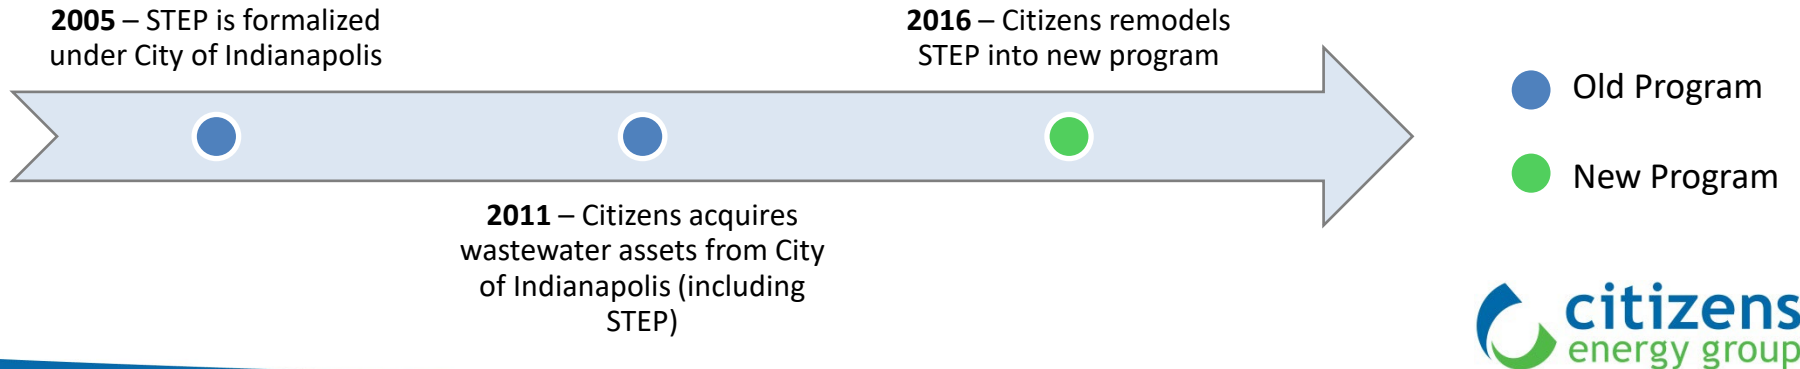 2005 – STEP is formalized
under City of Indianapolis
2016 – Citizens remodels
STEP into new program
2011 – Citizens acquires
wastewater assets from City
of Indianapolis (including
STEP)
Old Program
New Program
citizens
energy group